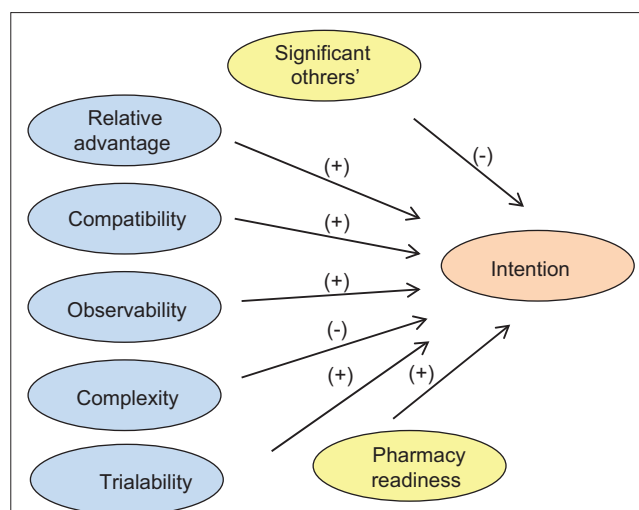 Significant
othrers'
Relative
advantage
(+)
(-)
Compatibility
(+)
Intention
Observability
(+)
(-)
Complexity
(+)
(+)
Trialability
Pharmacy
readiness